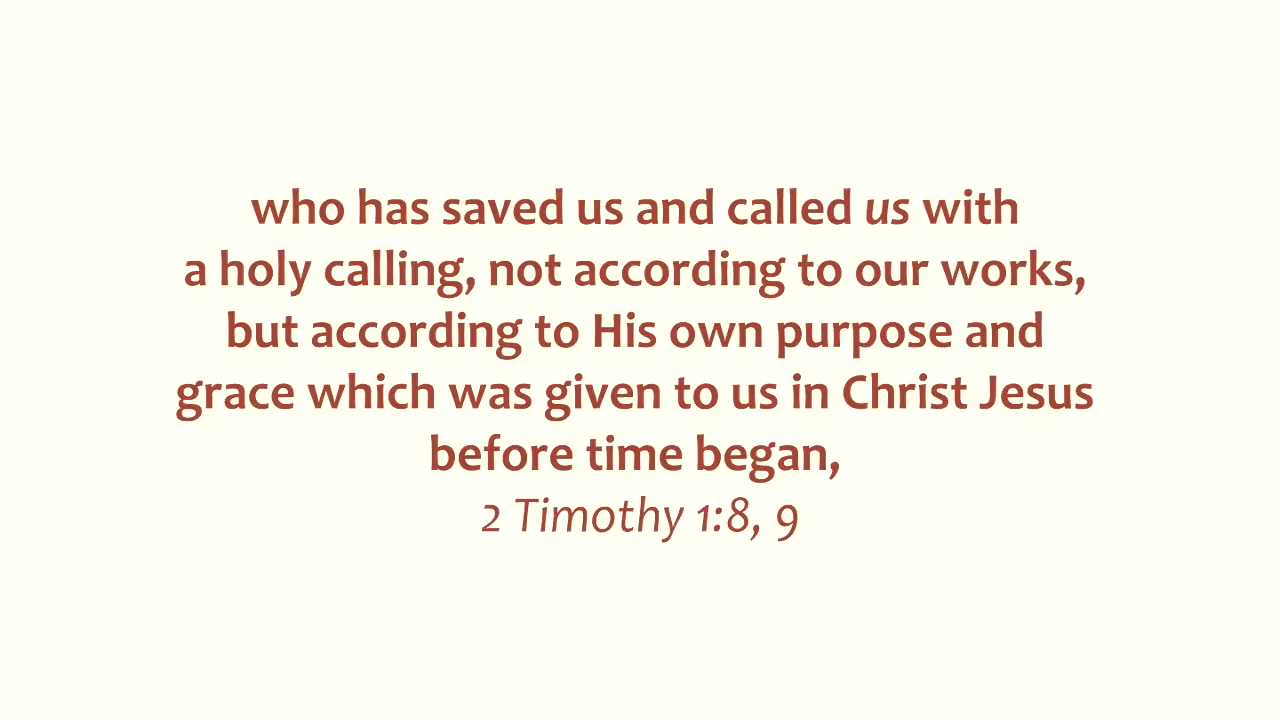 who has saved us and called us with
a holy calling, not according to our works,
but according to His own purpose and
grace which was given to us in Christ Jesus
before time began,
2 Timothy 1:8, 9